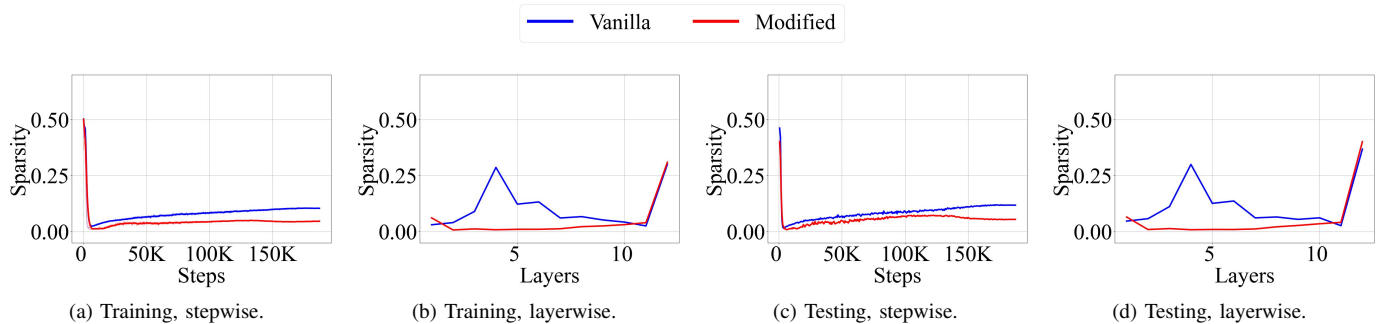 Vanilla Modified
Sparsity
0.50
0.25
0.00
0 50K 100K 150K
Steps
(a) Training, stepwise.
Sparsity
0.50
0.25
0.00
5 10
Layers
(b) Training, layerwise.
Sparsity
0.50
0.25
0.00
0 50K 100K 150K
Steps
(c) Testing, stepwise.
Sparsity
0.50
0.25
0.00
5 10
Layers
(d) Testing, layerwise.